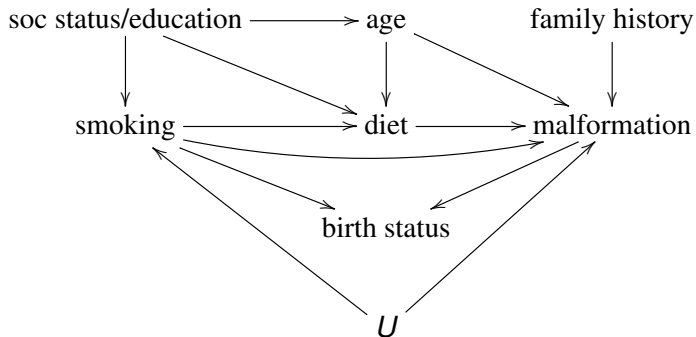 soc status/education age family history
smoking diet malformation
birth status
U